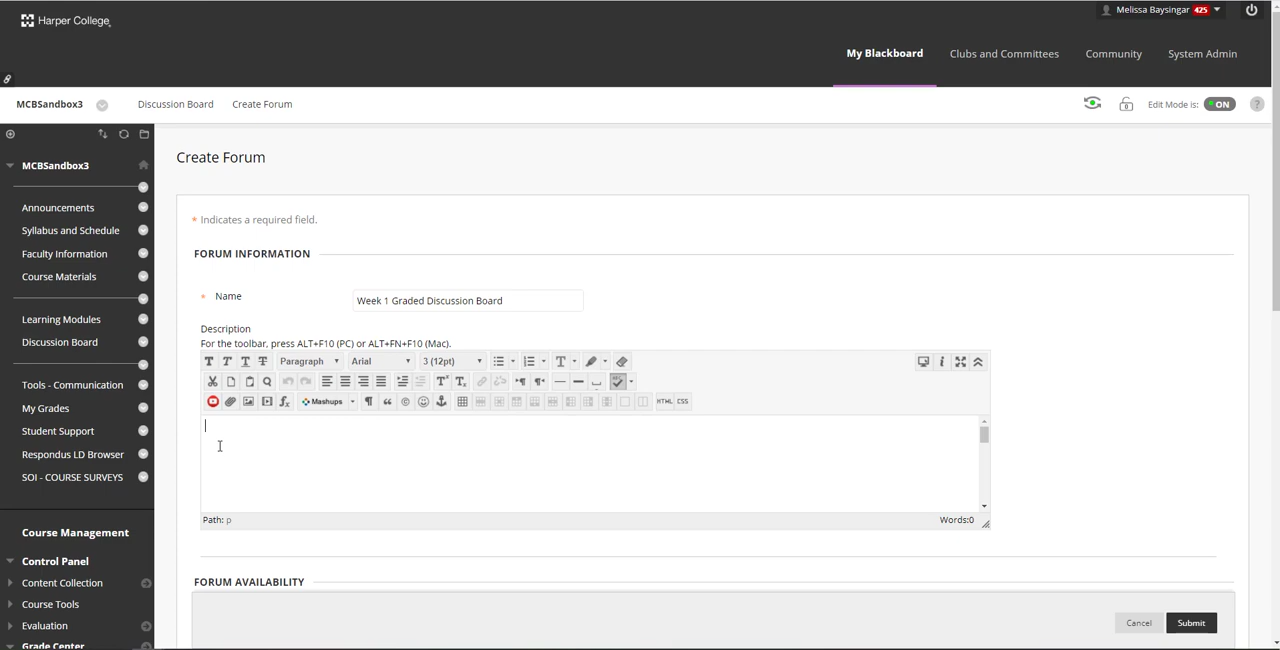 Harper College
Melissa Baysingar 425
My Blackboard Clubs and Committees Community System Admin
MCBSandbox3 Discussion Board Create Forum Edit Mode is: ON ?
MCBSandbox3
Announcements
Syllabus and Schedule
Faculty Information
Course Materials
Learning Modules
Discussion Board
Tools - Communication
My Grades
Student Support
Respondus LD Browser
SOI - COURSE SURVEYS
Course Management
Control Panel
Content Collection
Course Tools
Evaluation
Grade Center
Create Forum
* Indicates a required field.
FORUM INFORMATION
* Name Week 1 Graded Discussion Board
Description
For the toolbar, press ALT+F10 (PC) or ALT+FN+F10 (Mac).
T T T T Paragraph Arial 3 (12pt) T
Mashups HTML CSS
Path: p Words:0
FORUM AVAILABILITY
Cancel Submit